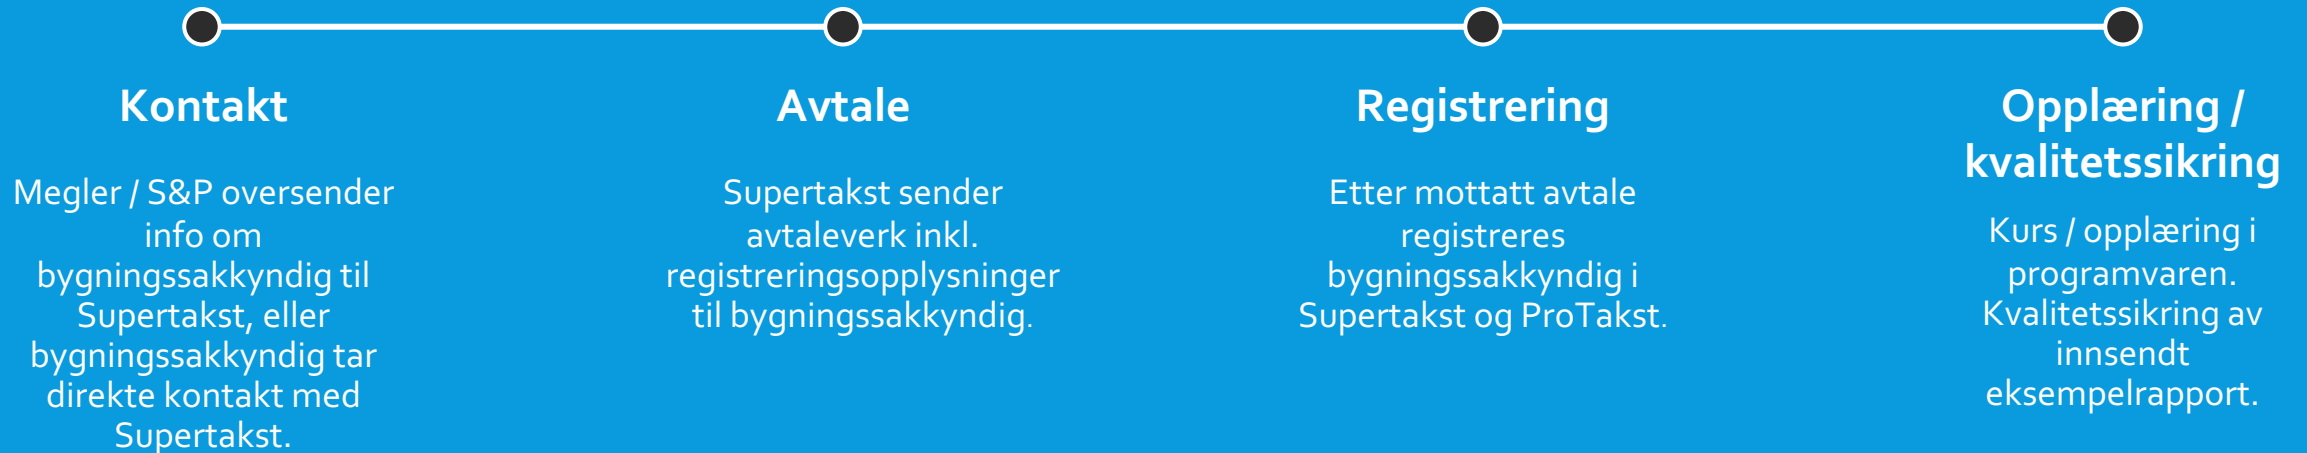 Kontakt
Megler / S&P oversender
info om
bygningssakkyndig til
Supertakst, eller
bygningssakkyndig tar
direkte kontakt med
Supertakst.
Avtale
Supertakst sender
avtaleverk inkl.
registreringsopplysninger
til bygningssakkyndig.
Registrering
Etter mottatt avtale
registreres
bygningssakkyndig i
Supertakst og ProTakst.
Opplæring /
kvalitetssikring
Kurs / opplæring i
programvaren.
Kvalitetssikring av
innsendt
eksempelrapport.